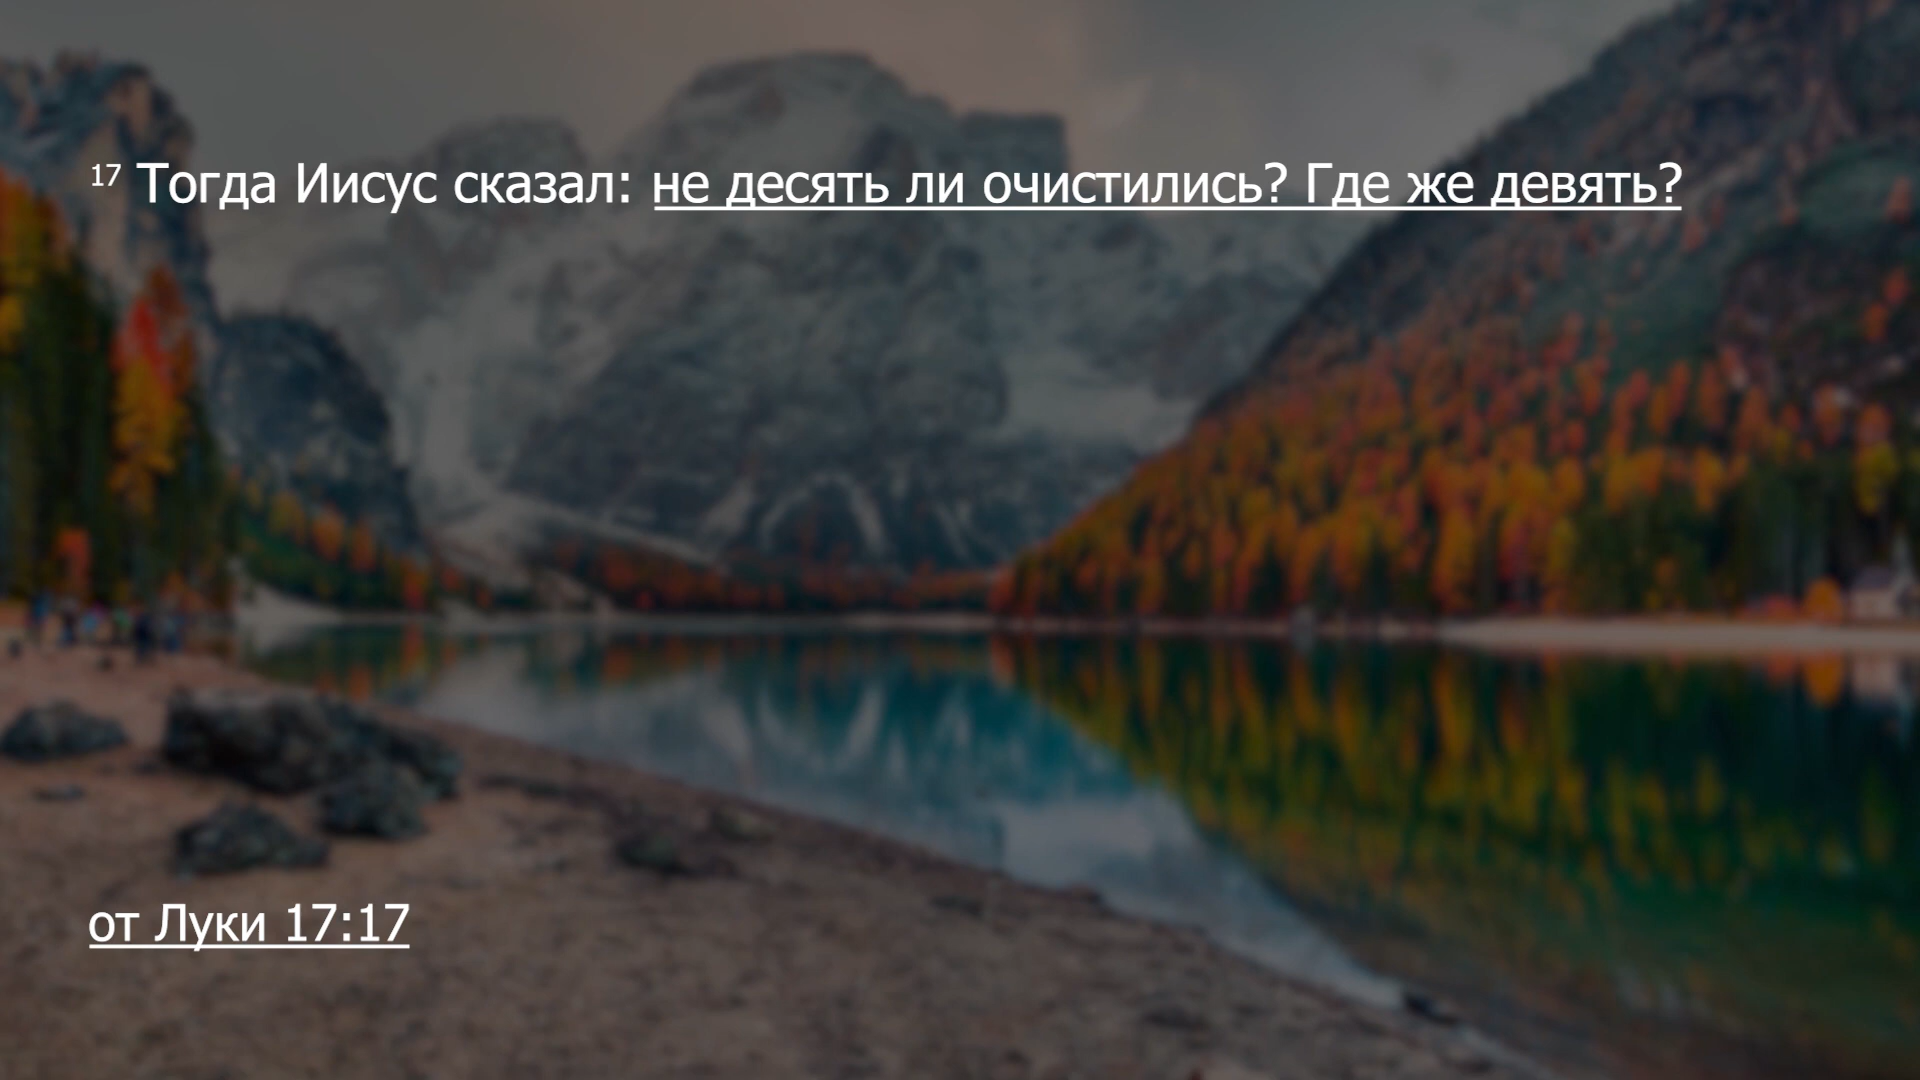 17 Тогда Иисус сказал: не десять ли очистились? Где же девять?
от Луки 17:17